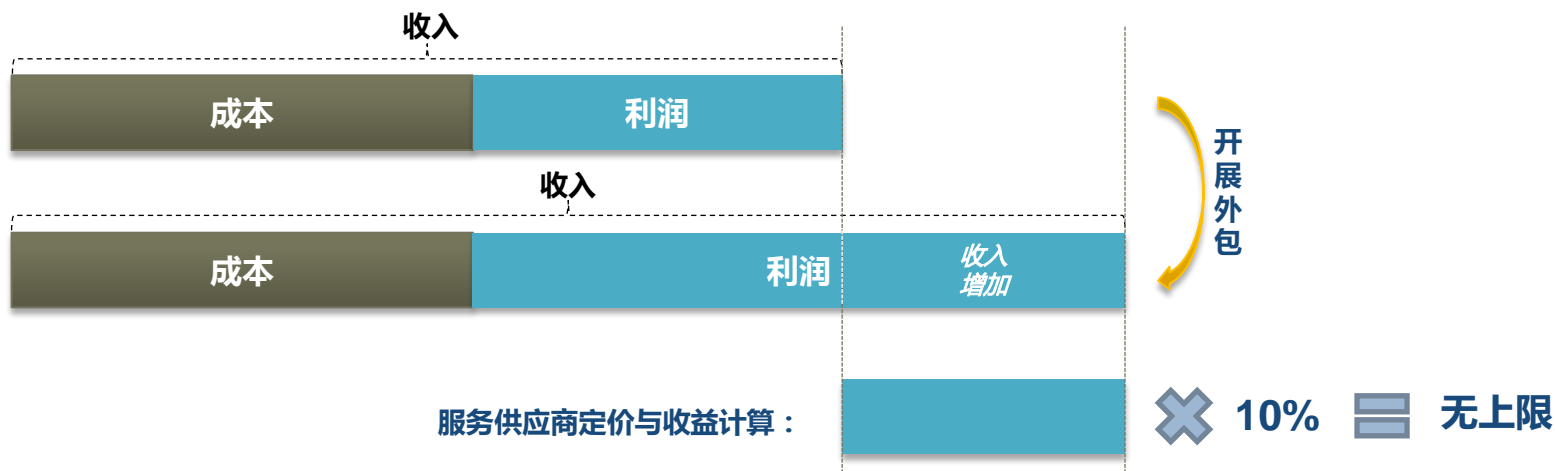 收入
成本
利润
收入
成本
利润
收入
增加
开
展
外
包
服务供应商定价与收益计算：
10%
无上限